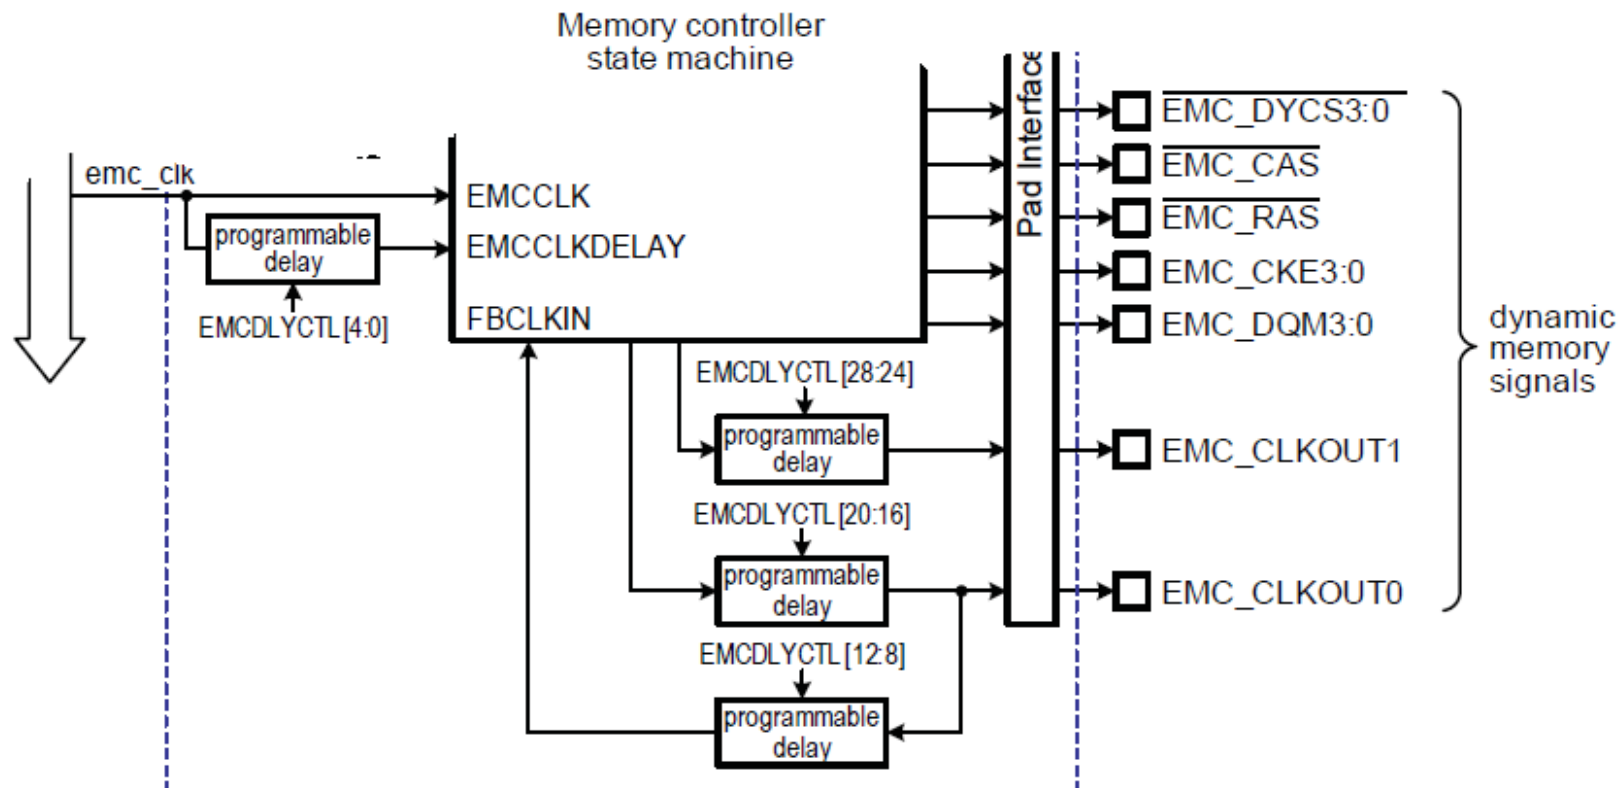 Memory controller
state machine
Pad Interface
EMC_DYCS3:0
emc_clk
EMC_CAS
EMCCLK
EMC_RAS
programmable
delay
EMCCLKDELAY
EMC_CKE3:0
EMCDLYCTL[4:0]
FBCLKIN
EMC_DQM3:0
dynamic
memory
signals
EMCDLYCTL[28:24]
programmable
delay
EMC_CLKOUT1
EMCDLYCTL[20:16]
programmable
delay
EMC_CLKOUT0
EMCDLYCTL[12:8]
programmable
delay